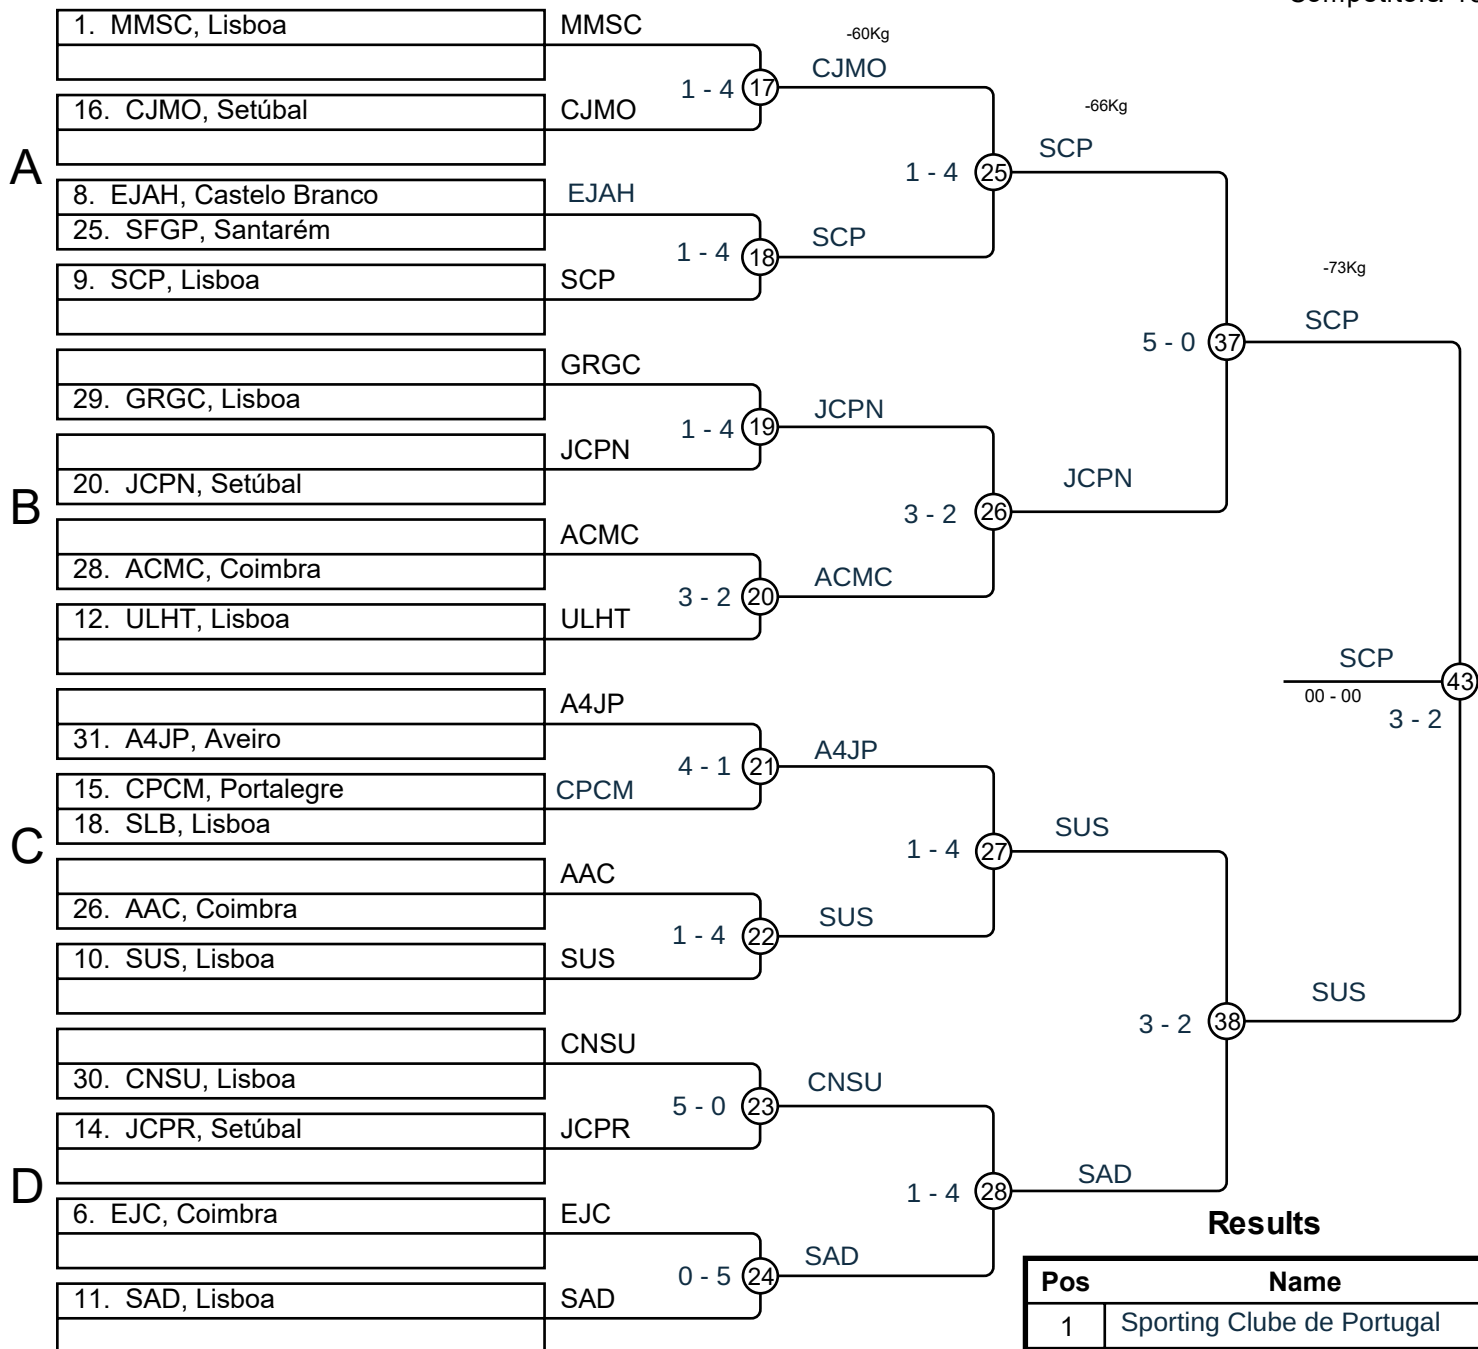 1. MMSC, Lisboa
MMSC
-60Kg
CJMO
1 - 4
17
16. CJMO, Setúbal
CJMO
-66Kg
A
SCP
1 - 4
25
8. EJAH, Castelo Branco
EJAH
25. SFGP, Santarém
1 - 4
18
SCP
9. SCP, Lisboa
SCP
-73Kg
SCP
5 - 0
37
GRGC
29. GRGC, Lisboa
1 - 4
19
JCPN
JCPN
20. JCPN, Setúbal
JCPN
B
3 - 2
26
ACMC
28. ACMC, Coimbra
ACMC
3 - 2
20
12. ULHT, Lisboa
ULHT
SCP
43
00 - 00
3 - 2
A4JP
31. A4JP, Aveiro
A4JP
4 - 1
21
15. CPCM, Portalegre
CPCM
18. SLB, Lisboa
C
SUS
1 - 4
27
AAC
26. AAC, Coimbra
SUS
1 - 4
22
10. SUS, Lisboa
SUS
SUS
3 - 2
38
CNSU
30. CNSU, Lisboa
CNSU
5 - 0
23
14. JCPR, Setúbal
JCPR
D
SAD
1 - 4
28
6. EJC, Coimbra
EJC
SAD
0 - 5
24
11. SAD, Lisboa
SAD
Results
Pos Name
1 Sporting Clube de Portugal